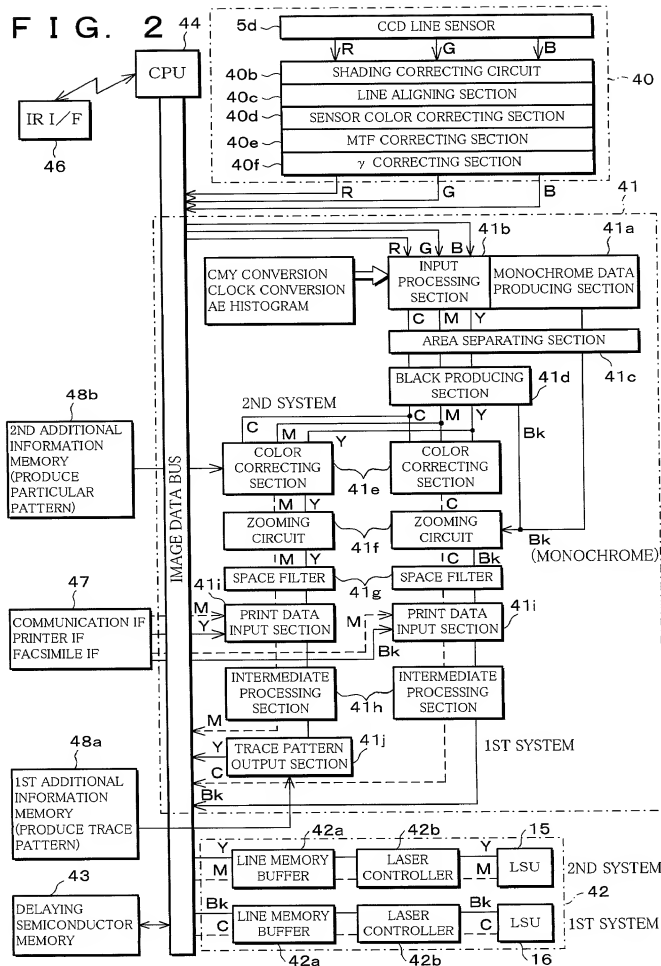 FIG. 2
44
CPU
IR I/F
46
5d
CCD LINE SENSOR
R
G
B
40b
SHADING CORRECTING CIRCUIT
40c
LINE ALIGNING SECTION
40d
SENSOR COLOR CORRECTING SECTION
40e
MTF CORRECTING SECTION
40f
γ CORRECTING SECTION
40
R
G
B
41
R
G
B
41b
41a
CMY CONVERSION
CLOCK CONVERSION
AE HISTOGRAM
INPUT
PROCESSING
SECTION
MONOCHROME DATA
PRODUCING SECTION
C
M
Y
AREA SEPARATING SECTION
41c
BLACK PRODUCING
SECTION
41d
2ND SYSTEM
C
M
Y
C
M
Y
Bk
48b
2ND ADDITIONAL
INFORMATION
MEMORY
(PRODUCE
PARTICULAR
PATTERN)
IMAGE DATA BUS
COLOR
CORRECTING
SECTION
41e
COLOR
CORRECTING
SECTION
M
Y
C
ZOOMING
CIRCUIT
41f
ZOOMING
CIRCUIT
Bk
(MONOCHROME)
M
Y
C
Bk
SPACE FILTER
41g
SPACE FILTER
47
COMMUNICATION IF
PRINTER IF
FACSIMILE IF
41i
M
Y
PRINT DATA
INPUT SECTION
M
Bk
PRINT DATA
INPUT SECTION
41i
INTERMEDIATE
PROCESSING
SECTION
41h
INTERMEDIATE
PROCESSING
SECTION
M
Y
C
Bk
TRACE PATTERN
OUTPUT SECTION
41j
1ST SYSTEM
48a
1ST ADDITIONAL
INFORMATION
MEMORY
(PRODUCE TRACE
PATTERN)
42a
42b
15
Y
M
LINE MEMORY
BUFFER
LASER
CONTROLLER
Y
M
LSU
2ND SYSTEM
42
43
DELAYING
SEMICONDUCTOR
MEMORY
Bk
C
LINE MEMORY
BUFFER
LASER
CONTROLLER
Bk
C
LSU
1ST SYSTEM
42a
42b
16